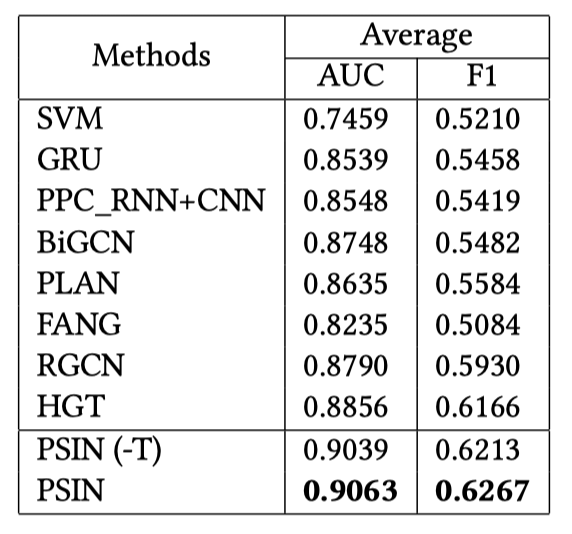 Methods Average
AUC F1
SVM 0.7459 0.5210
GRU 0.8539 0.5458
PPC_RNN+CNN 0.8548 0.5419
BiGCN 0.8748 0.5482
PLAN 0.8635 0.5584
FANG 0.8235 0.5084
RGCN 0.8790 0.5930
HGT 0.8856 0.6166
PSIN (-T) 0.9039 0.6213
PSIN 0.9063 0.6267